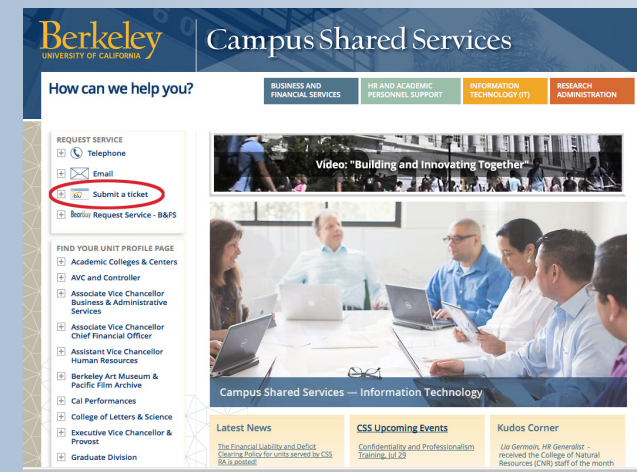 Berkeley
UNIVERSITY OF CALIFORNIA
Campus Shared Services
How can we help you?
BUSINESS AND
FINANCIAL SERVICES
HR AND ACADEMIC
PERSONNEL SUPPORT
INFORMATION
TECHNOLOGY (IT)
RESEARCH
ADMINISTRATION
REQUEST SERVICE
Telephone
Email
Submit a ticket
BearBuy Request Service - B&FS
FIND YOUR UNIT PROFILE PAGE
Academic Colleges & Centers
AVC and Controller
Associate Vice Chancellor
Business & Administrative
Services
Associate Vice Chancellor
Chief Financial Officer
Assistant Vice Chancellor
Human Resources
Berkeley Art Museum &
Pacific Film Archive
Cal Performances
College of Letters & Science
Executive Vice Chancellor &
Provost
Graduate Division
Video: "Building and Innovating Together"
Campus Shared Services — Information Technology
Latest News
The Financial Liability and Deficit
Clearing Policy for units served by CSS
RA is posted!
CSS Upcoming Events
Confidentiality and Professionalism
Training, Jul 29
Kudos Corner
Lia Germain, HR Generalist -
received the College of Natural
Resources (CNR) staff of the month